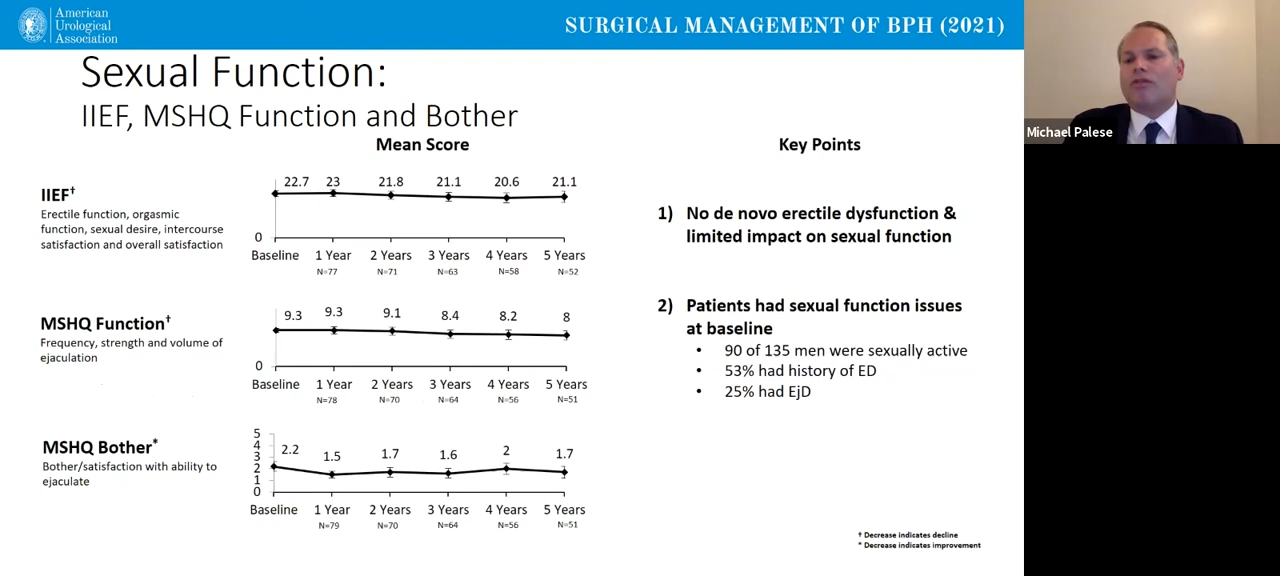 American
Urological
Association
SURGICAL MANAGEMENT OF BPH (2021)
Michael Palese
Sexual Function:
IIEF, MSHQ Function and Bother
Mean Score
Key Points
IIEF†
Erectile function, orgasmic
function, sexual desire, intercourse
satisfaction and overall satisfaction
22.7 23 21.8 21.1 20.6 21.1
0
Baseline 1 Year 2 Years 3 Years 4 Years 5 Years
N=77 N=71 N=63 N=58 N=52
MSHQ Function†
Frequency, strength and volume of
ejaculation
9.3 9.3 9.1 8.4 8.2 8
0
Baseline 1 Year 2 Years 3 Years 4 Years 5 Years
N=78 N=70 N=64 N=56 N=51
MSHQ Bother*
Bother/satisfaction with ability to
ejaculate
5
4
3
2
1
0
2.2 1.5 1.7 1.6 2 1.7
Baseline 1 Year 2 Years 3 Years 4 Years 5 Years
N=79 N=70 N=64 N=56 N=51
1) No de novo erectile dysfunction &
limited impact on sexual function
2) Patients had sexual function issues
at baseline
• 90 of 135 men were sexually active
• 53% had history of ED
• 25% had EjD
† Decrease indicates decline
* Decrease indicates improvement